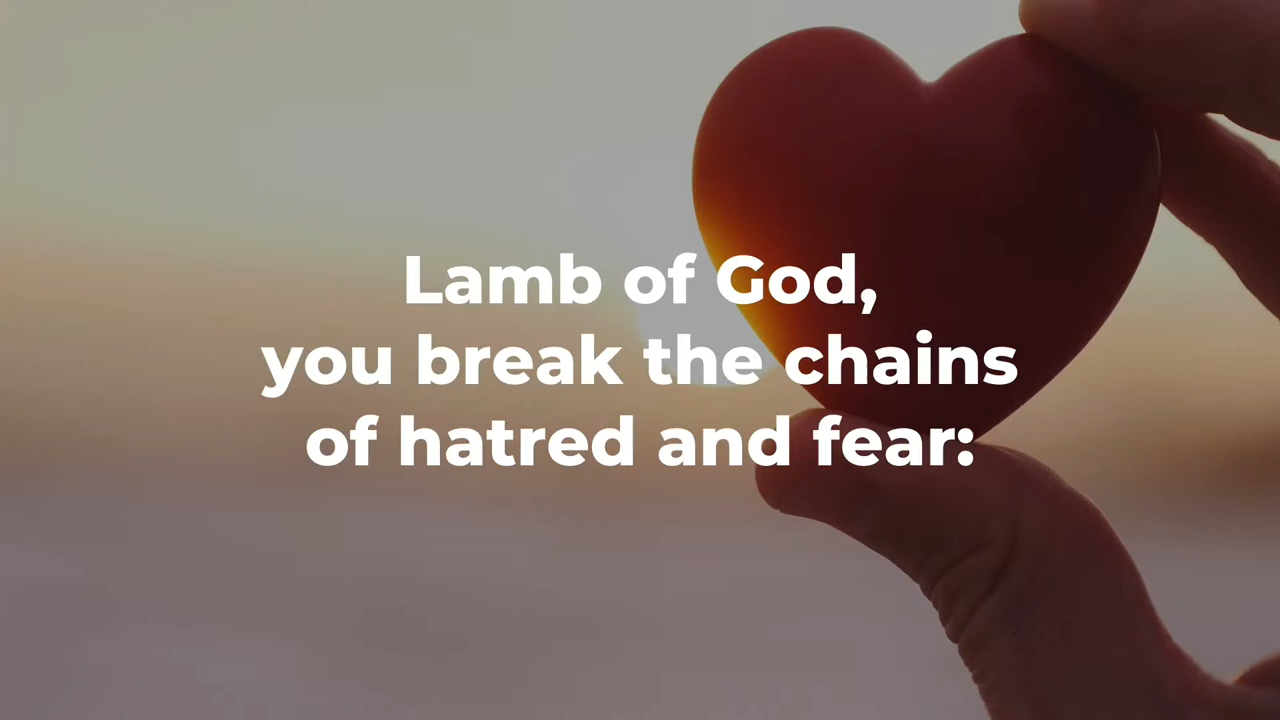 Lamb of God,
you break the chains
of hatred and fear: